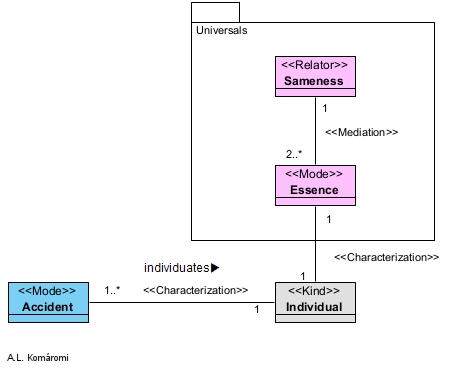 Universals
<<Relator>>
Sameness
1
<<Mediation>>
2..*
<<Mode>>
Essence
1
<<Characterization>>
individuates▶
1
<<Mode>>
Accident
1..*
<<Characterization>>
1
<<Kind>>
Individual
A.L. Komáromi